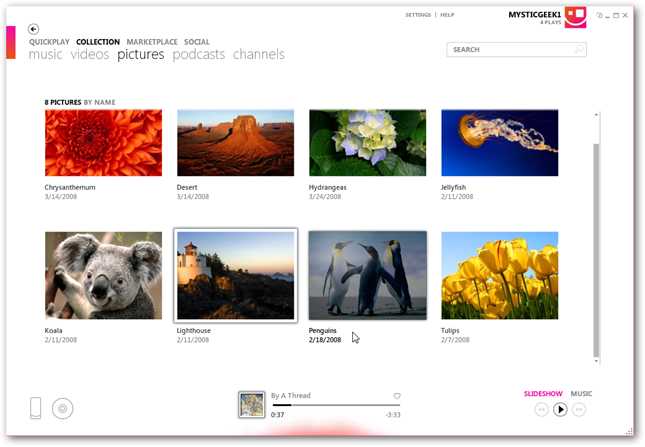 SETTINGS | HELP
MYSTICGEEK1
4 PLAYS
QUICKPLAY COLLECTION MARKETPLACE SOCIAL
music videos pictures podcasts channels
SEARCH
8 PICTURES BY NAME
Chrysanthemum
3/14/2008
Desert
3/14/2008
Hydrangeas
3/24/2008
Jellyfish
2/11/2008
Koala
2/11/2008
Lighthouse
2/11/2008
Penguins
2/18/2008
Tulips
2/7/2008
By A Thread
0:37
-3:33
SLIDESHOW MUSIC